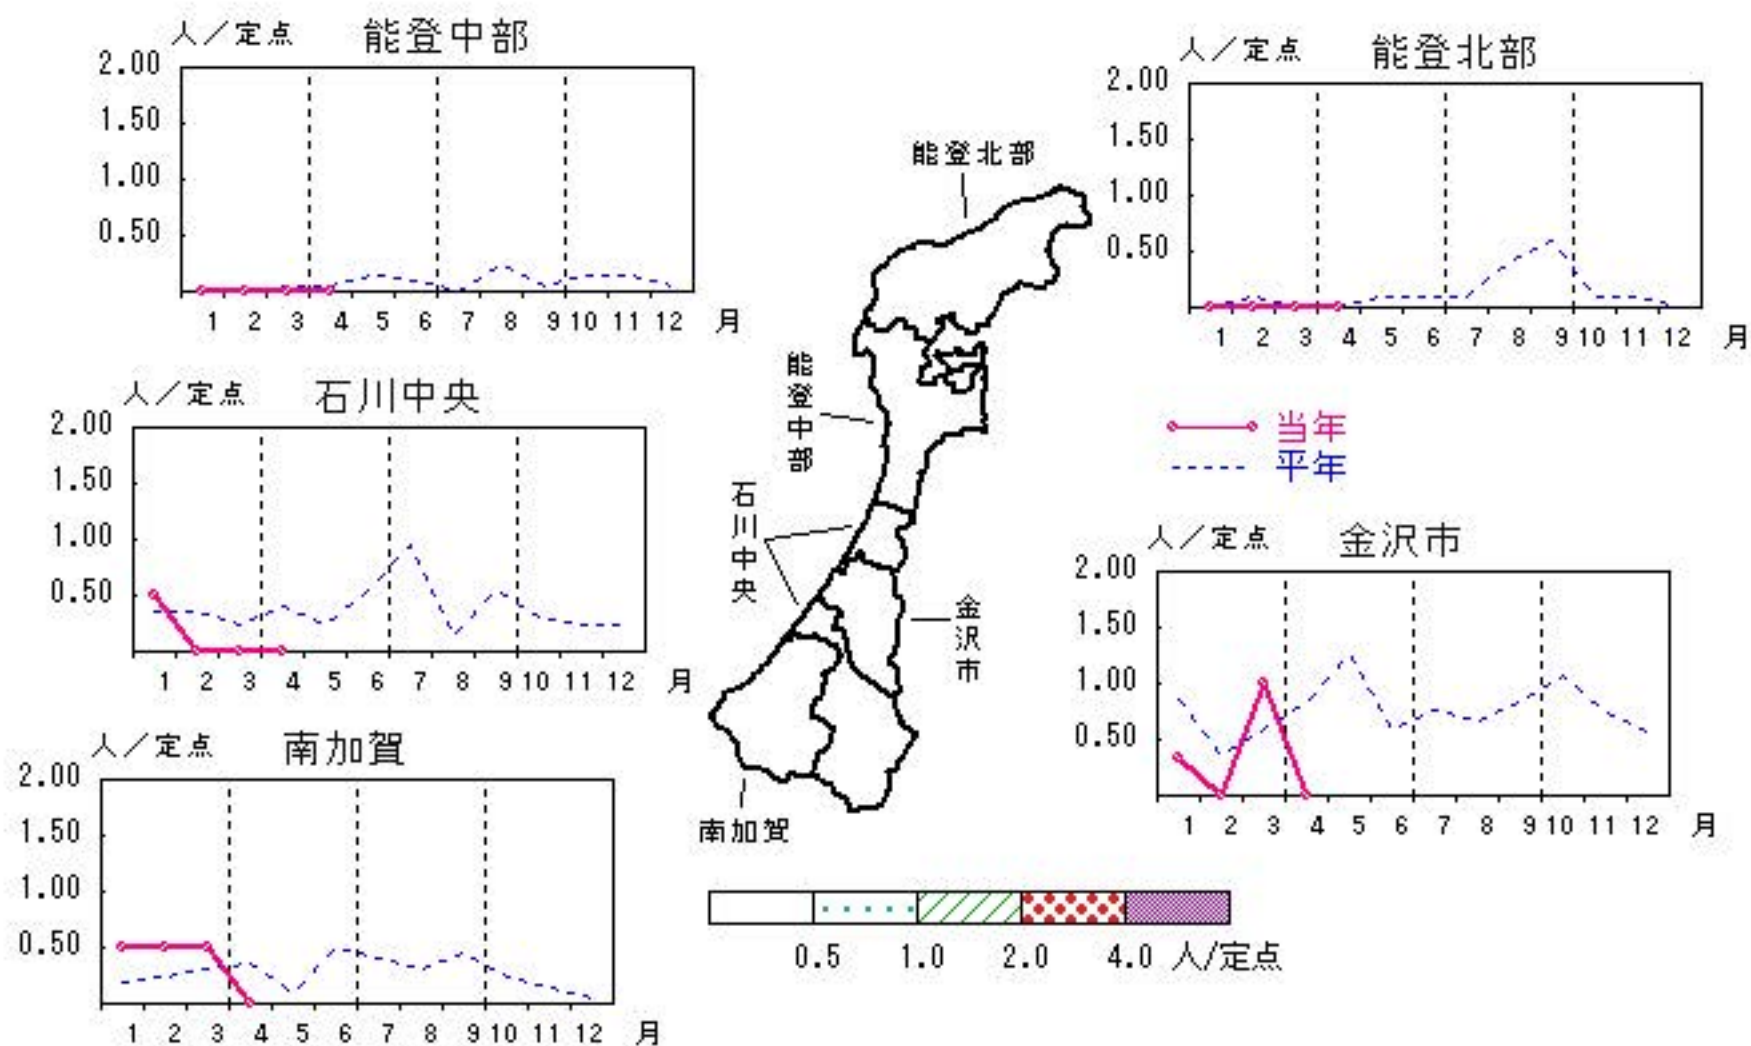 人／定点 能登中部
2.00
1.50
1.00
0.50
1 2 3 4 5 6 7 8 9 10 11 12 月
人／定点 能登北部
2.00
1.50
1.00
0.50
1 2 3 4 5 6 7 8 9 10 11 12 月
能登北部
能登中部
石川中央
金沢市
南加賀
人／定点 石川中央
2.00
1.50
1.00
0.50
1 2 3 4 5 6 7 8 9 10 11 12 月
当年
平年
人／定点 金沢市
2.00
1.50
1.00
0.50
1 2 3 4 5 6 7 8 9 10 11 12 月
人／定点 南加賀
2.00
1.50
1.00
0.50
1 2 3 4 5 6 7 8 9 10 11 12 月
0.5 1.0 2.0 4.0 人/定点